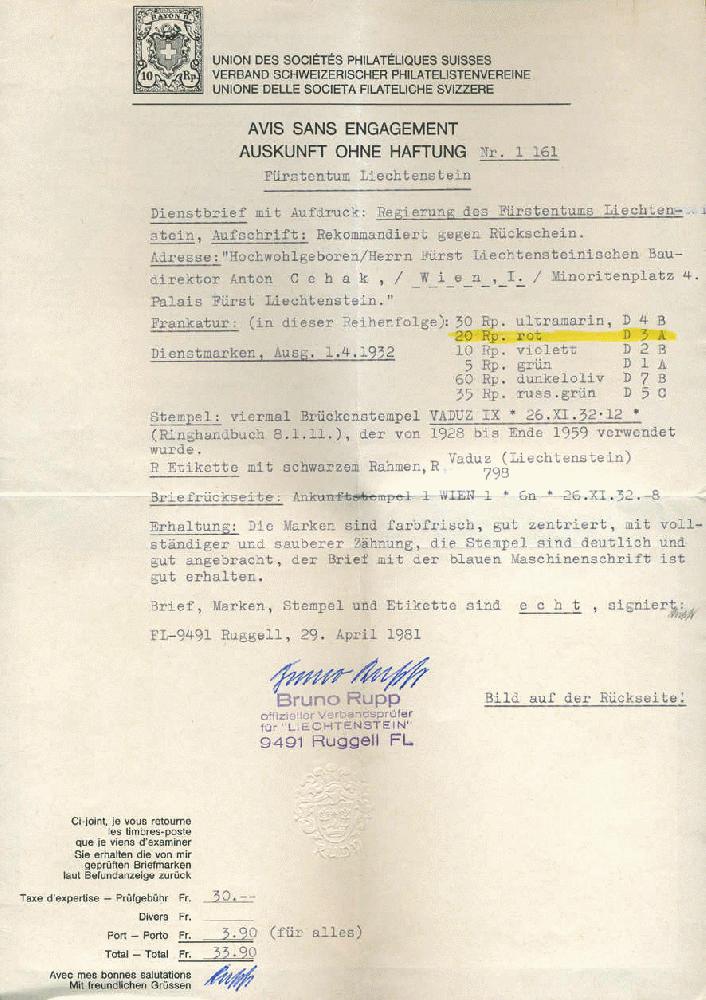 RAYON II.
10 Rp.
UNION DES SOCIÉTÉS PHILATÉLIQUES SUISSES
VERBAND SCHWEIZERISCHER PHILATELISTENVEREINE
UNIONE DELLE SOCIETA FILATELICHE SVIZZERE
AVIS SANS ENGAGEMENT
AUSKUNFT OHNE HAFTUNG Nr. 1 161
Fürstentum Liechtenstein
Dienstbrief mit Aufdruck: Regierung des Fürstentums Liechten-
stein, Aufschrift: Rekommandiert gegen Rückschein.
Adresse:"Hochwohlgeboren/Herrn Fürst Liechtensteinischen Bau-
direktor Anton C e h a k , / W i e n , I. / Minoritenplatz 4.
Palais Fürst Liechtenstein."
Frankatur: (in dieser Reihenfolge): 30 Rp. ultramarin, D 4 B
20 Rp. rot D 3 A
10 Rp. violett D 2 B
Dienstmarken, Ausg. 1.4.1932
5 Rp. grün D 1 A
60 Rp. dunkeloliv D 7 B
35 Rp. russ.grün D 5 C
Stempel: viermal Brückenstempel VADUZ IX * 26.XI.32-12 *
(Ringhandbuch 8.1.11.), der von 1928 bis Ende 1959 verwendet
wurde.
R Etikette mit schwarzem Rahmen, R Vaduz (Liechtenstein)
798
Briefrückseite: Ankunftstempel 1 WIEN 1 * 6n * 26.XI.32.-8
Erhaltung: Die Marken sind farbfrisch, gut zentriert, mit voll-
ständiger und sauberer Zähnung, die Stempel sind deutlich und
gut angebracht, der Brief mit der blauen Maschinenschrift ist
gut erhalten.
Brief, Marken, Stempel und Etikette sind e c h t , signiert:
FL-9491 Ruggell, 29. April 1981
Bruno Rupp
Bruno Rupp
offizieller Verbandsprüfer
für "LIECHTENSTEIN"
9491 Ruggell FL
Bild auf der Rückseite!
Ci-joint, je vous retourne
les timbres-poste
que je viens d'examiner
Sie erhalten die von mir
geprüften Briefmarken
laut Befundanzeige zurück
Taxe d'expertise – Prüfgebühr Fr. 30.--
Divers Fr.
Port – Porto Fr. 3.90 (für alles)
Total – Total Fr. 33.90
Avec mes bonnes salutations
Mit freundlichen Grüssen
Rupp